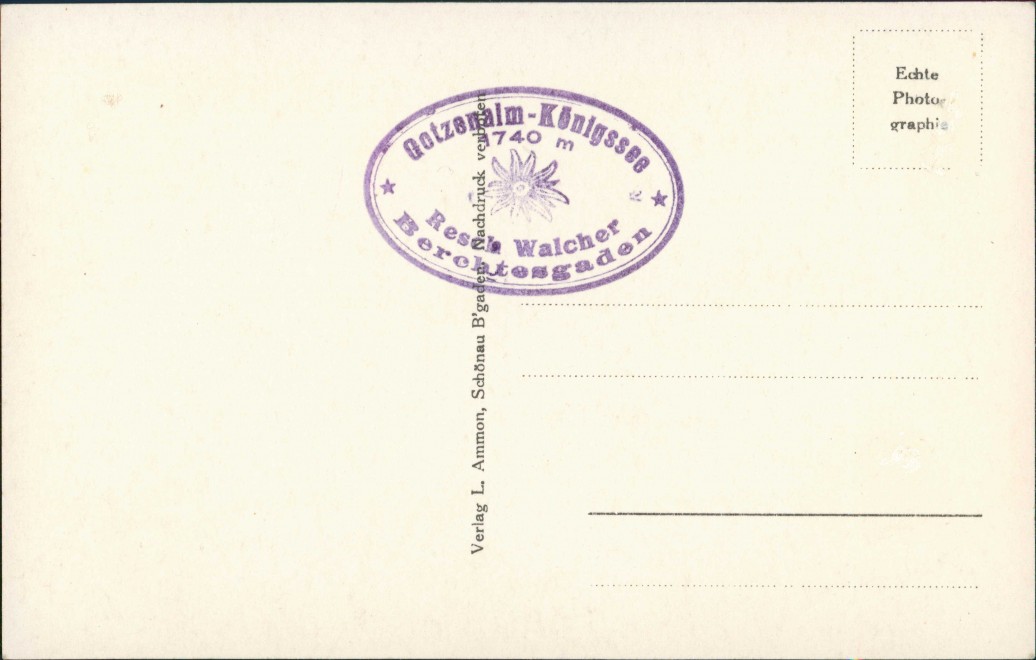 Echte
Photo-
graphie
Gotzenalm-Königssee
1740 m
Resch Walcher
Berchtesgaden
Verlag L. Ammon, Schönau B'gaden Nachdruck verboten